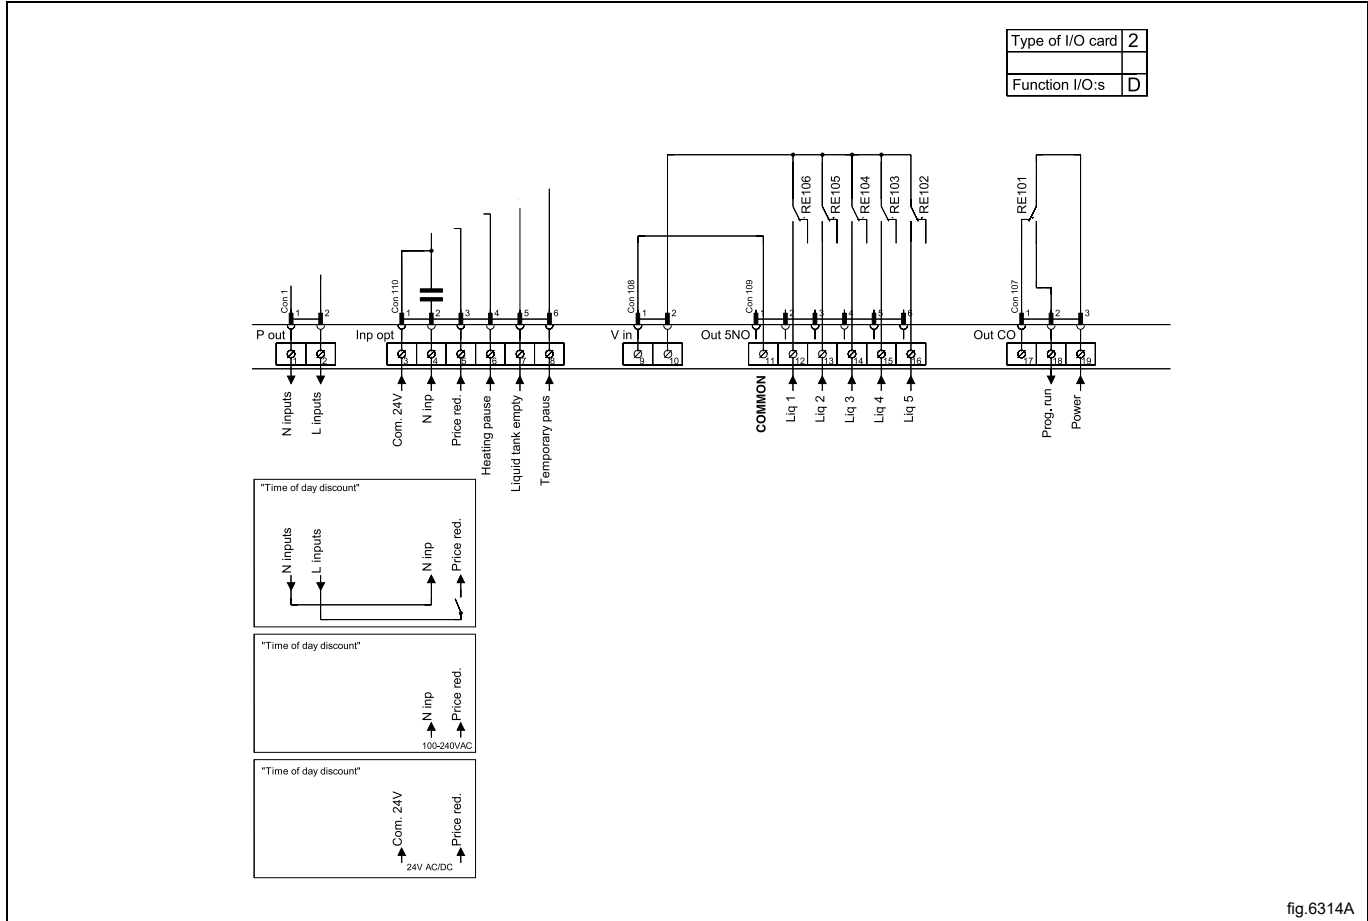 Type of I/O card 2
Function I/O:s D
RE106
RE105
RE104
RE103
RE102
RE101
Con 1
Con 110
Con 108
Con 109
Con 107
1 2
1 2 3 4 5 6
1 2
1 2 3 4 5 6
1 2 3
P out
Inp opt
V in
Out 5NO
Out CO
1 2
3 4 5 6 7 8
9 10
11 12 13 14 15 16
17 18 19
N inputs
L inputs
Com. 24V
N inp
Price red.
Heating pause
Liquid tank empty
Temporary paus
COMMON
Liq 1
Liq 2
Liq 3
Liq 4
Liq 5
Prog. run
Power
"Time of day discount"
N inputs
L inputs
N inp
Price red.
"Time of day discount"
N inp
Price red.
100-240VAC
"Time of day discount"
Com. 24V
Price red.
24V AC/DC
fig.6314A